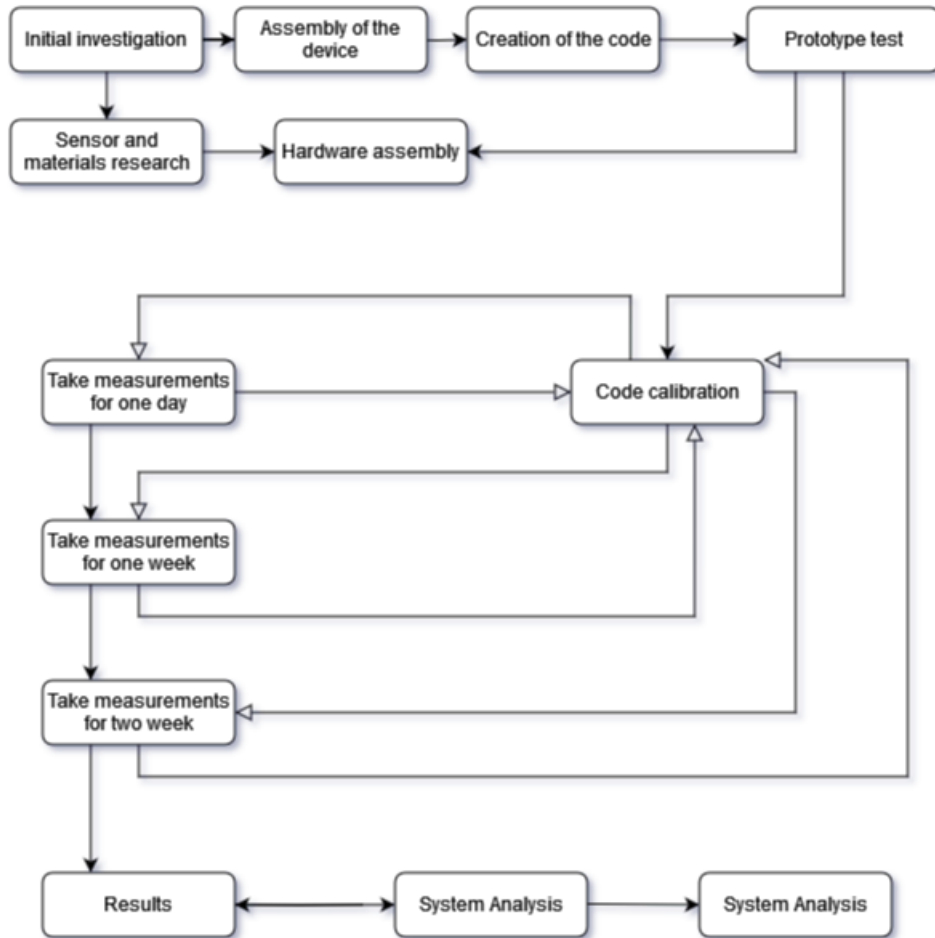 Initial investigation
Assembly of the
device
Creation of the code
Prototype test
Sensor and
materials research
Hardware assembly
Take measurements
for one day
Code calibration
Take measurements
for one week
Take measurements
for two week
Results
System Analysis
System Analysis